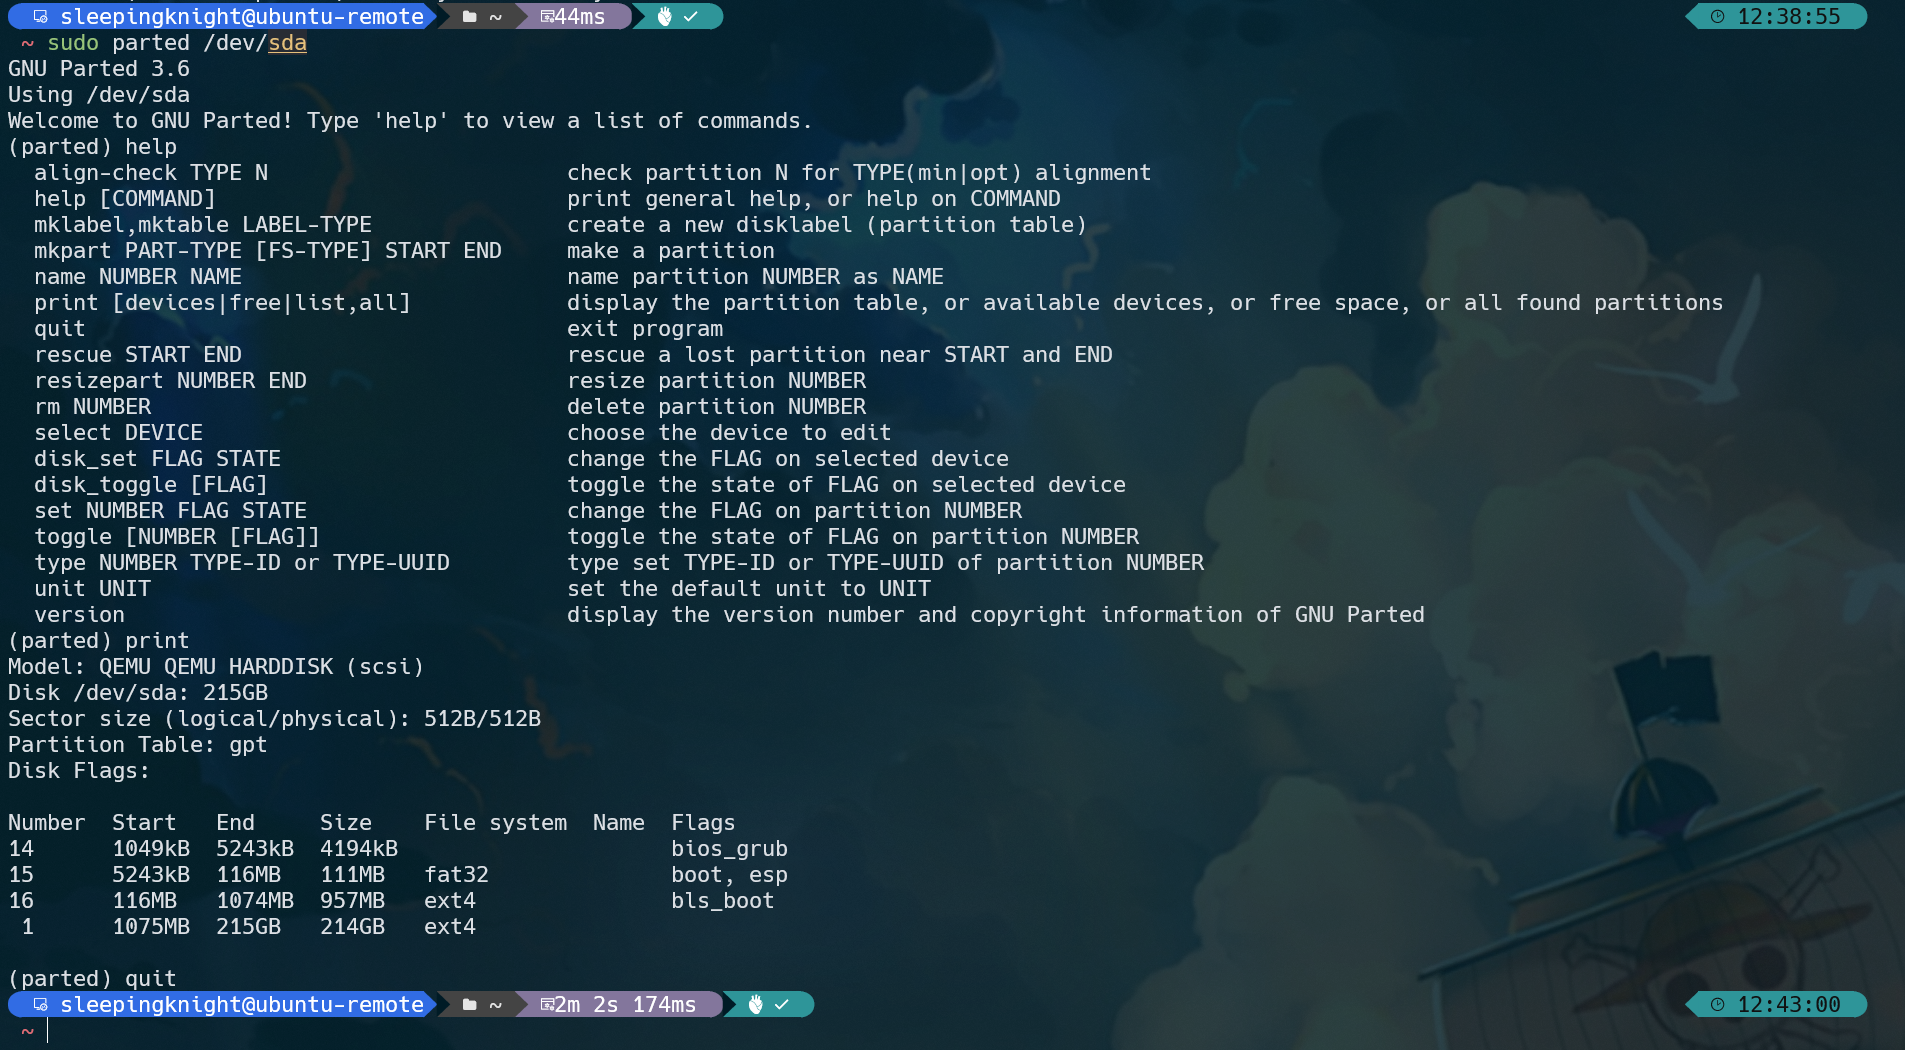 sleepingknight@ubuntu-remote ~ 44ms 12:38:55
~ sudo parted /dev/sda
GNU Parted 3.6
Using /dev/sda
Welcome to GNU Parted! Type 'help' to view a list of commands.
(parted) help
  align-check TYPE N                       check partition N for TYPE(min|opt) alignment
  help [COMMAND]                           print general help, or help on COMMAND
  mklabel,mktable LABEL-TYPE               create a new disklabel (partition table)
  mkpart PART-TYPE [FS-TYPE] START END     make a partition
  name NUMBER NAME                         name partition NUMBER as NAME
  print [devices|free|list,all]            display the partition table, or available devices, or free space, or all found partitions
  quit                                     exit program
  rescue START END                         rescue a lost partition near START and END
  resizepart NUMBER END                    resize partition NUMBER
  rm NUMBER                                delete partition NUMBER
  select DEVICE                            choose the device to edit
  disk_set FLAG STATE                      change the FLAG on selected device
  disk_toggle [FLAG]                       toggle the state of FLAG on selected device
  set NUMBER FLAG STATE                    change the FLAG on partition NUMBER
  toggle [NUMBER [FLAG]]                   toggle the state of FLAG on partition NUMBER
  type NUMBER TYPE-ID or TYPE-UUID         type set TYPE-ID or TYPE-UUID of partition NUMBER
  unit UNIT                                set the default unit to UNIT
  version                                  display the version number and copyright information of GNU Parted
(parted) print
Model: QEMU QEMU HARDDISK (scsi)
Disk /dev/sda: 215GB
Sector size (logical/physical): 512B/512B
Partition Table: gpt
Disk Flags:
Number  Start   End     Size    File system  Name  Flags
14      1049kB  5243kB  4194kB                     bios_grub
15      5243kB  116MB   111MB   fat32              boot, esp
16      116MB   1074MB  957MB   ext4               bls_boot
 1      1075MB  215GB   214GB   ext4
(parted) quit
sleepingknight@ubuntu-remote ~ 2m 2s 174ms 12:43:00
~